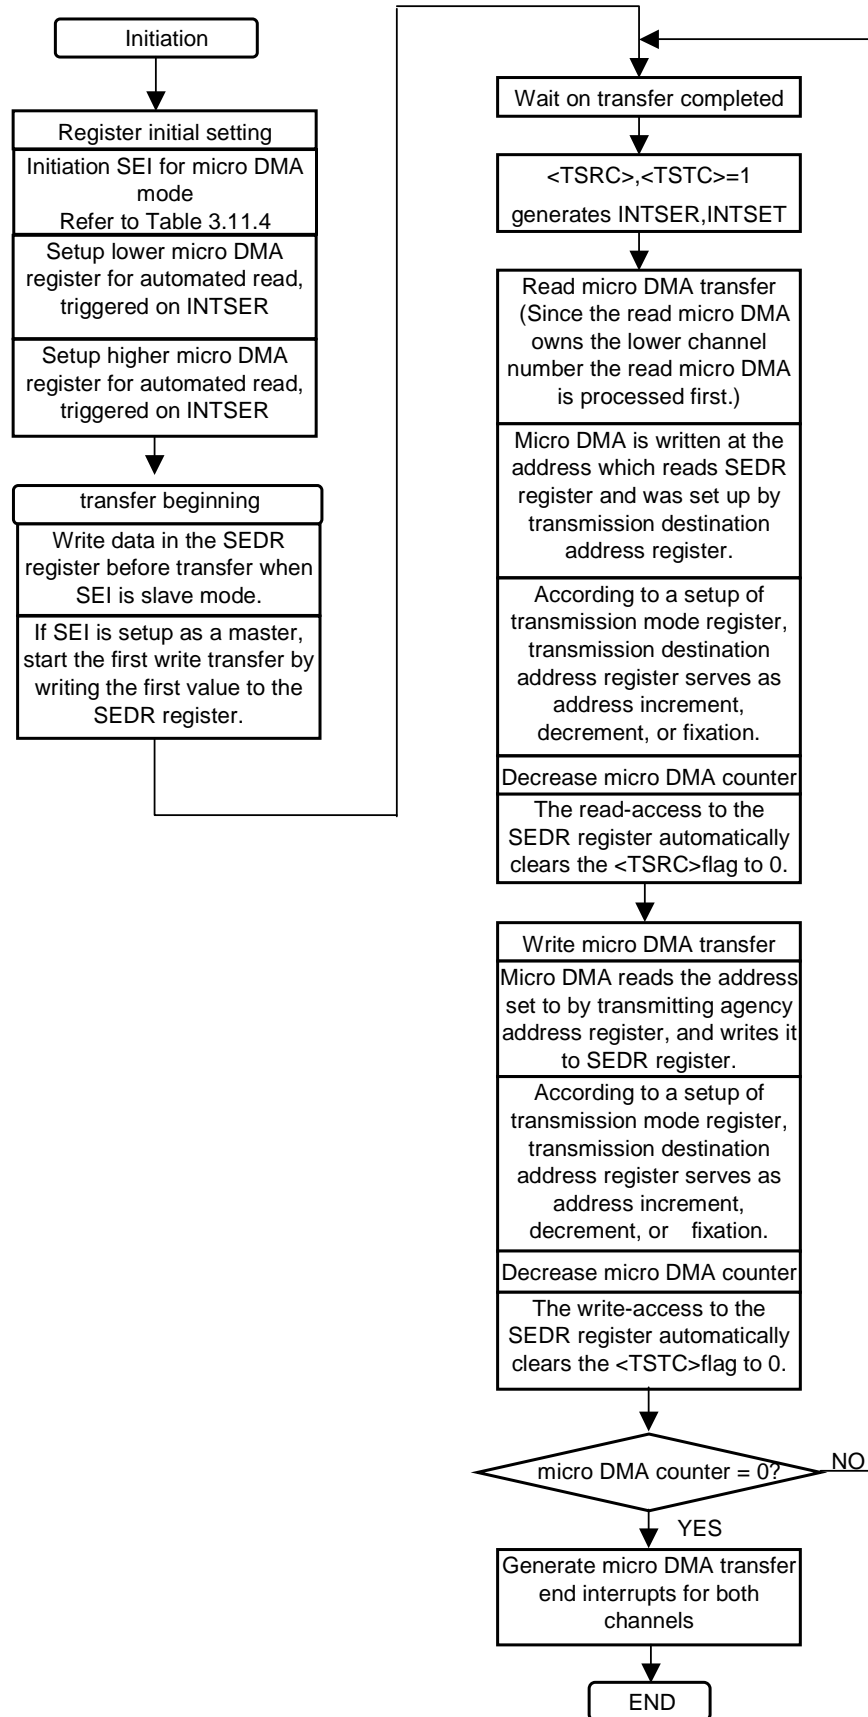 Initiation
Register initial setting
Initiation SEI for micro DMA
mode
Refer to Table 3.11.4
Setup lower micro DMA
register for automated read,
triggered on INTSER
Setup higher micro DMA
register for automated read,
triggered on INTSER
transfer beginning
Write data in the SEDR
register before transfer when
SEI is slave mode.
If SEI is setup as a master,
start the first write transfer by
writing the first value to the
SEDR register.
Wait on transfer completed
<TSRC>,<TSTC>=1
generates INTSER,INTSET
Read micro DMA transfer
(Since the read micro DMA
owns the lower channel
number the read micro DMA
is processed first.)
Micro DMA is written at the
address which reads SEDR
register and was set up by
transmission destination
address register.
According to a setup of
transmission mode register,
transmission destination
address register serves as
address increment,
decrement, or fixation.
Decrease micro DMA counter
The read-access to the
SEDR register automatically
clears the <TSRC>flag to 0.
Write micro DMA transfer
Micro DMA reads the address
set to by transmitting agency
address register, and writes it
to SEDR register.
According to a setup of
transmission mode register,
transmission destination
address register serves as
address increment,
decrement, or fixation.
Decrease micro DMA counter
The write-access to the
SEDR register automatically
clears the <TSTC>flag to 0.
micro DMA counter = 0?
NO
YES
Generate micro DMA transfer
end interrupts for both
channels
END